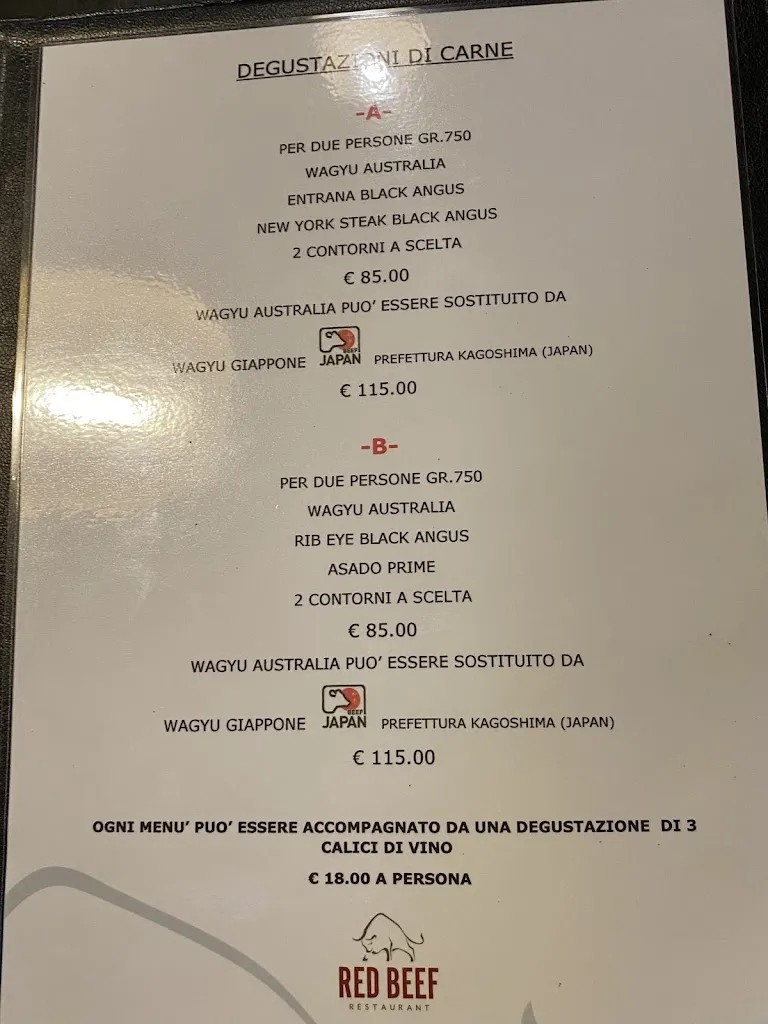 DEGUSTAZIONI DI CARNE
-A-
PER DUE PERSONE GR.750
WAGYU AUSTRALIA
ENTRANA BLACK ANGUS
NEW YORK STEAK BLACK ANGUS
2 CONTORNI A SCELTA
€ 85.00
WAGYU AUSTRALIA PUO’ ESSERE SOSTITUITO DA
WAGYU GIAPPONE BEEF JAPAN PREFETTURA KAGOSHIMA (JAPAN)
€ 115.00
-B-
PER DUE PERSONE GR.750
WAGYU AUSTRALIA
RIB EYE BLACK ANGUS
ASADO PRIME
2 CONTORNI A SCELTA
€ 85.00
WAGYU AUSTRALIA PUO’ ESSERE SOSTITUITO DA
WAGYU GIAPPONE BEEF JAPAN PREFETTURA KAGOSHIMA (JAPAN)
€ 115.00
OGNI MENU’ PUO’ ESSERE ACCOMPAGNATO DA UNA DEGUSTAZIONE DI 3
CALICI DI VINO
€ 18.00 A PERSONA
RED BEEF
RESTAURANT